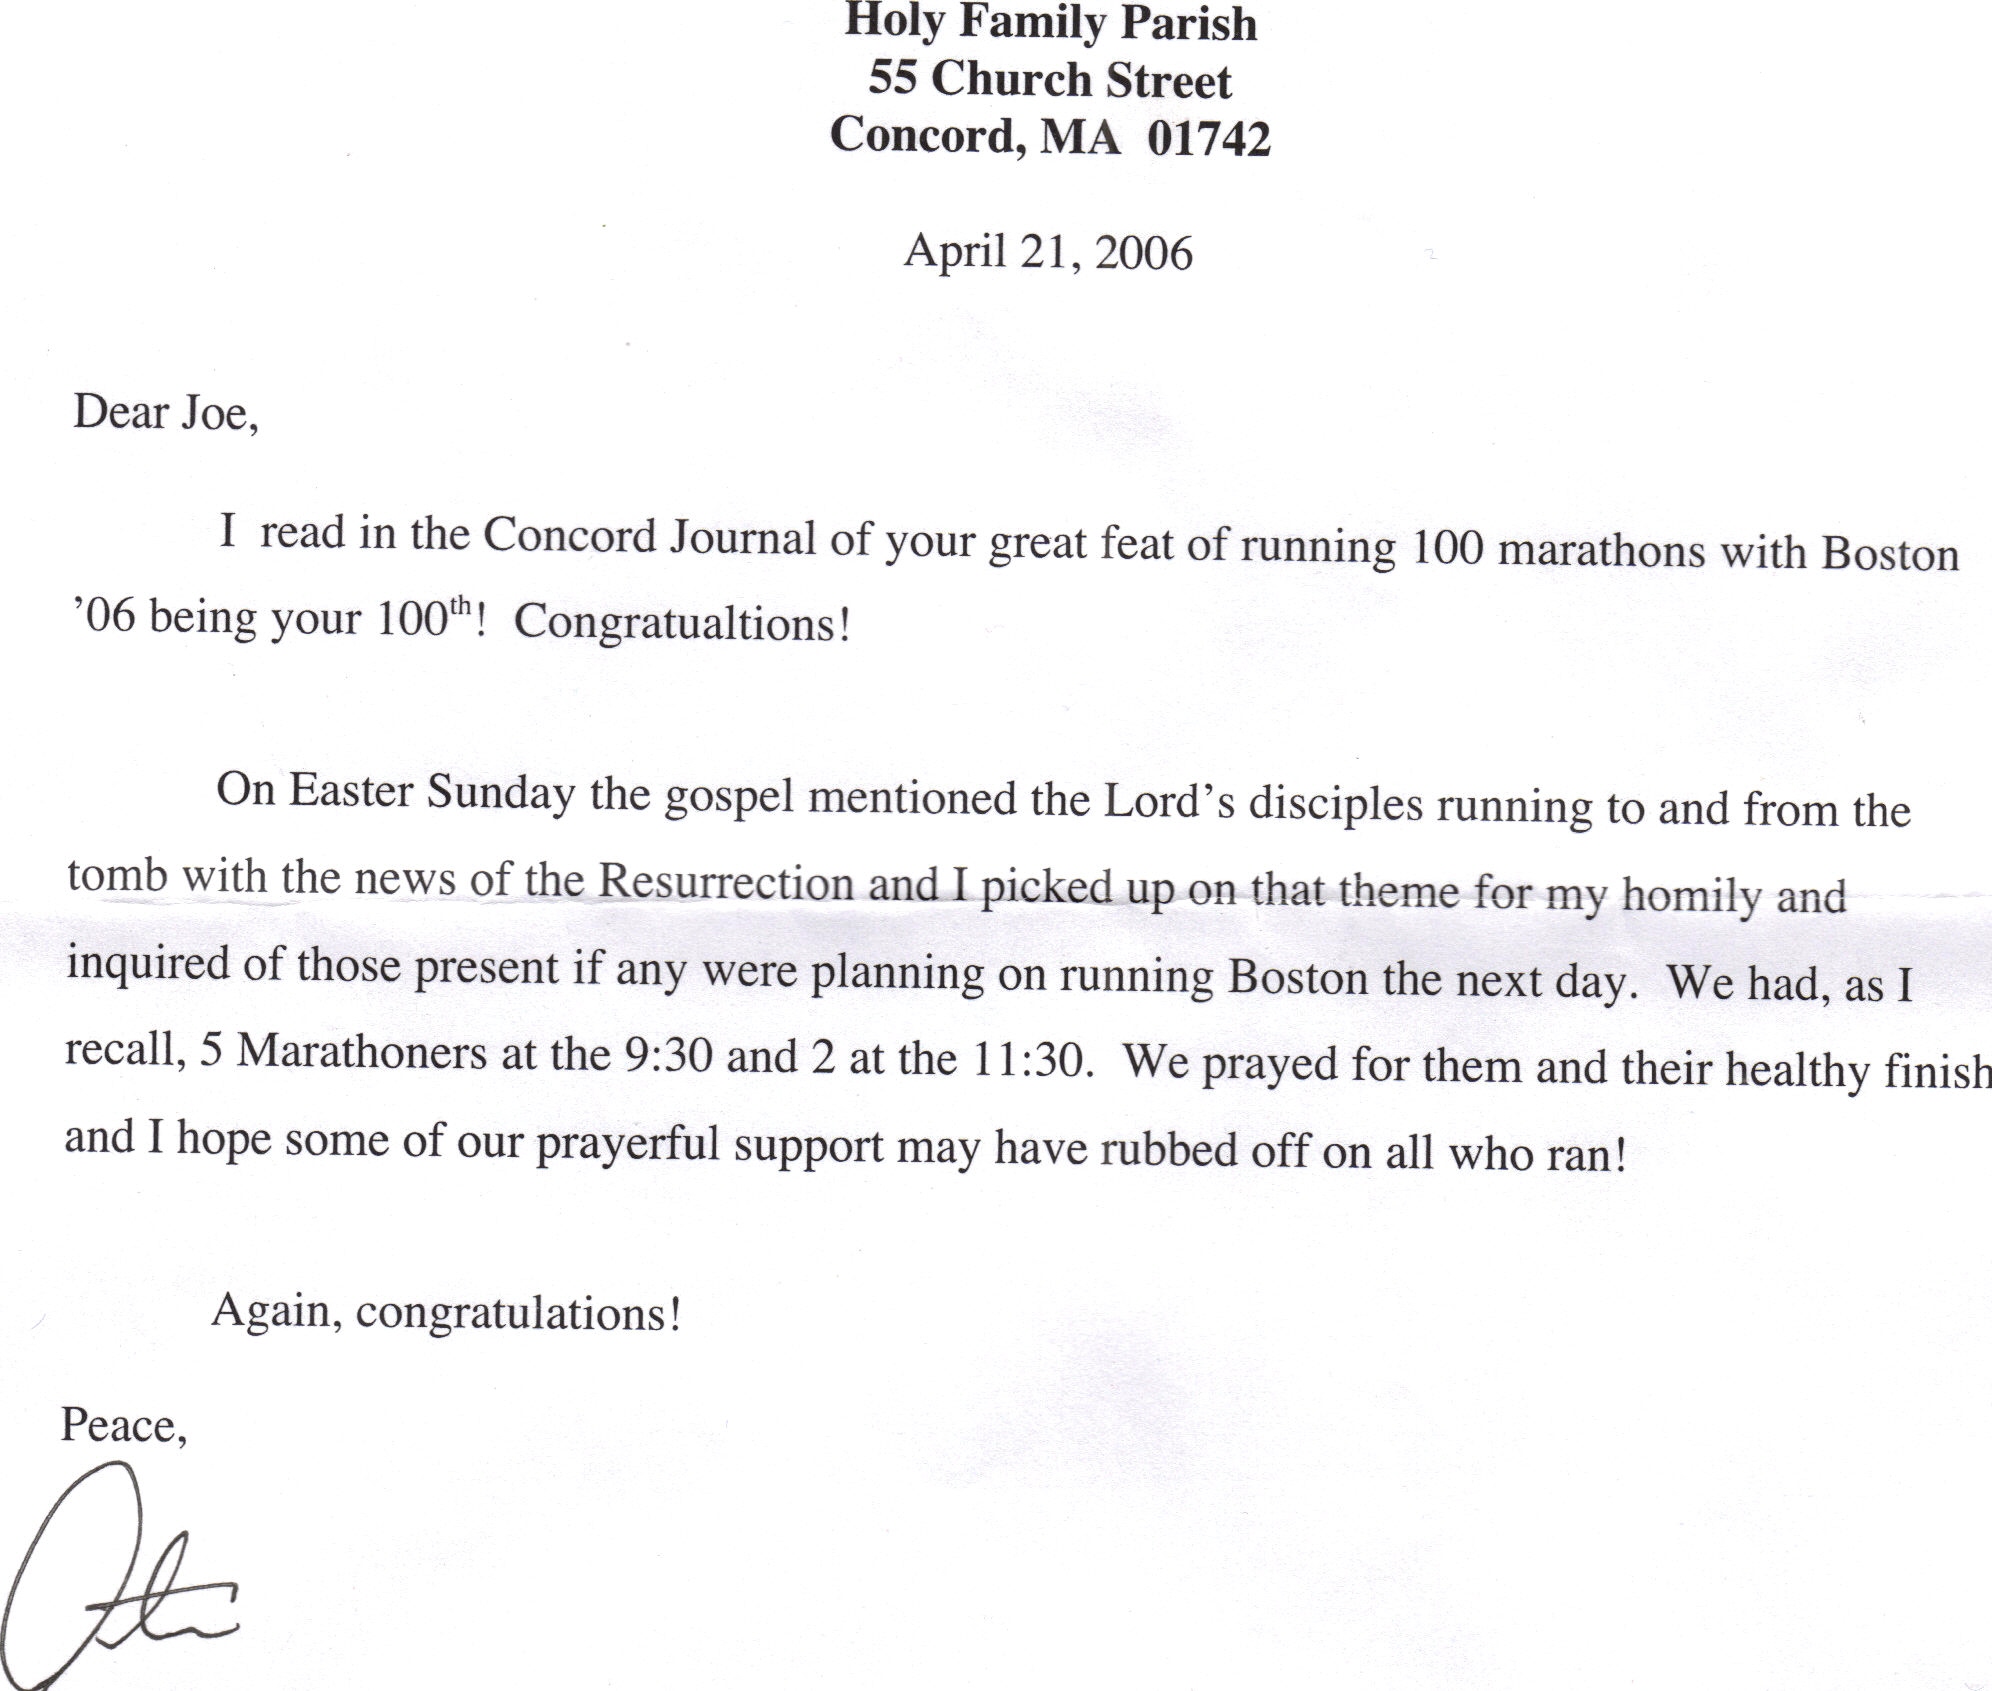 Holy Family Parish
55 Church Street
Concord, MA  01742
April 21, 2006
Dear Joe,
I  read in the Concord Journal of your great feat of running 100 marathons with Boston
’06 being your 100th!  Congratualtions!
On Easter Sunday the gospel mentioned the Lord’s disciples running to and from the
tomb with the news of the Resurrection and I picked up on that theme for my homily and
inquired of those present if any were planning on running Boston the next day.  We had, as I
recall, 5 Marathoners at the 9:30 and 2 at the 11:30.  We prayed for them and their healthy finish
and I hope some of our prayerful support may have rubbed off on all who ran!
Again, congratulations!
Peace,